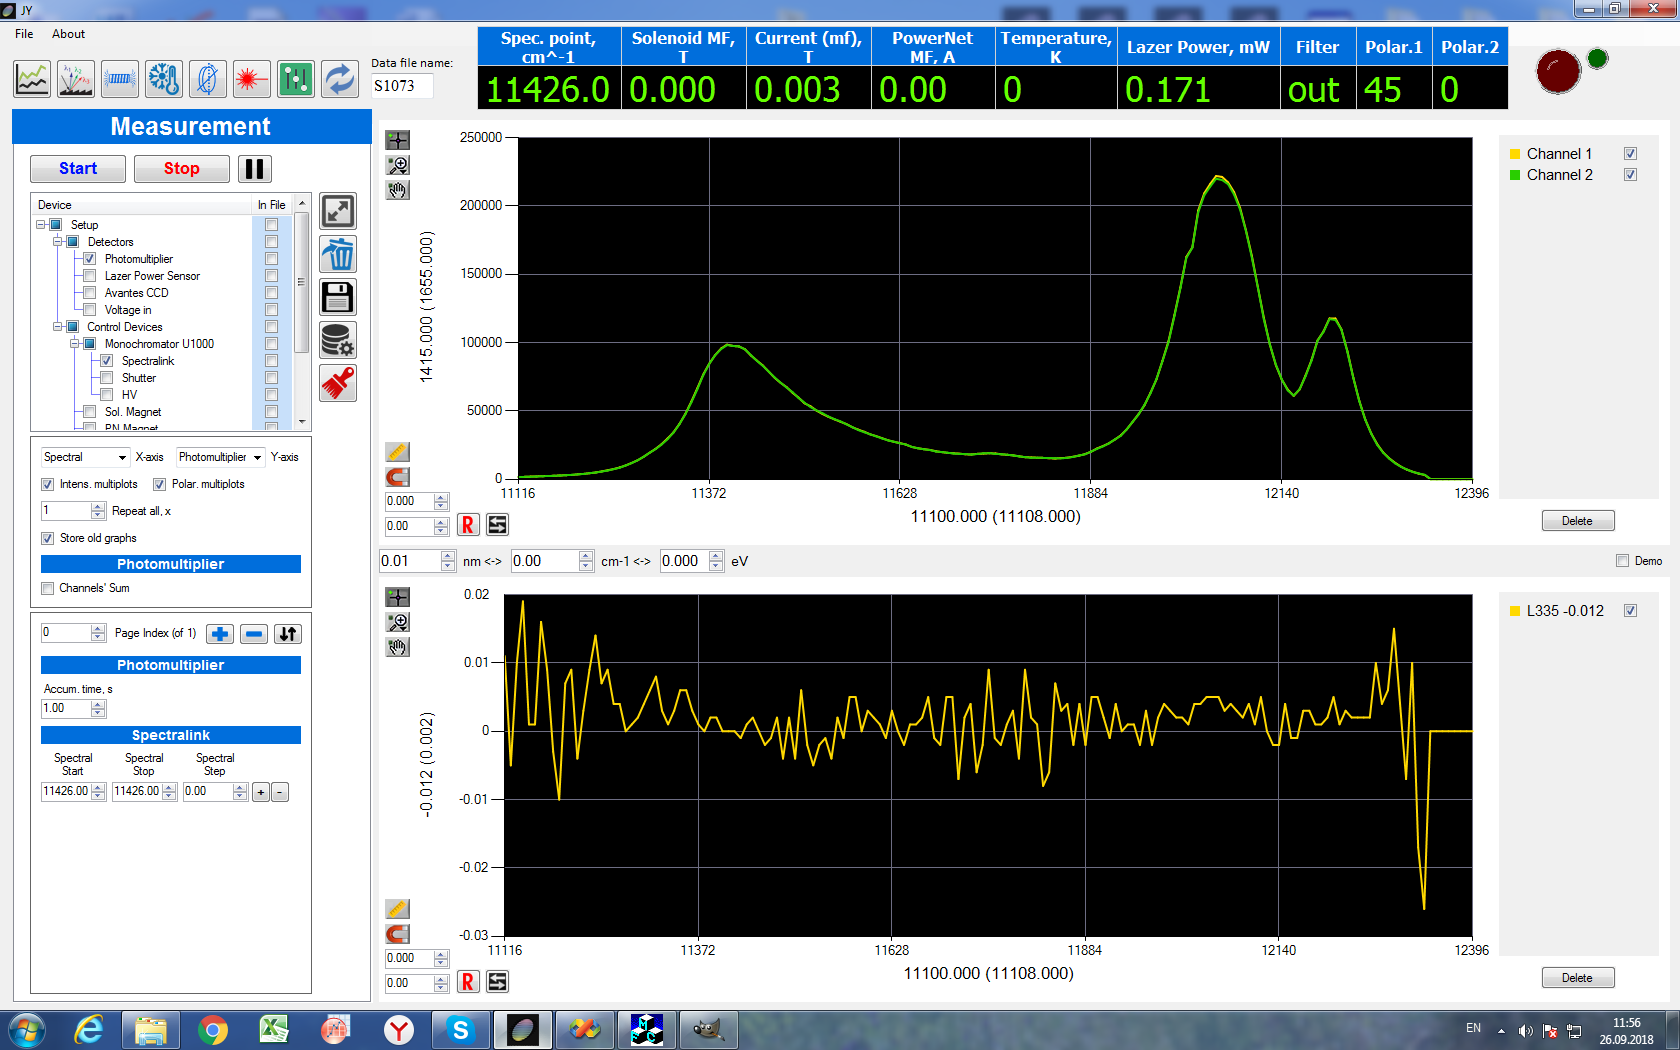 JY
File About
Data file name:
S1073
Spec. point, cm^-1
11426.0
Solenoid MF, T
0.000
Current (mf), T
0.003
PowerNet MF, A
0.00
Temperature, K
0
Lazer Power, mW
0.171
Filter
out
Polar.1
45
Polar.2
0
Measurement
Start Stop
Device In File
Setup
Detectors
Photomultiplier
Lazer Power Sensor
Avantes CCD
Voltage in
Control Devices
Monochromator U1000
Spectralink
Shutter
HV
Sol. Magnet
PN Magnet
Spectral X-axis Photomultiplier Y-axis
Intens. multiplots Polar. multiplots
1 Repeat all, x
Store old graphs
Photomultiplier
Channels' Sum
0 Page Index (of 1)
Photomultiplier
Accum. time, s
1.00
Spectralink
Spectral Start
Spectral Stop
Spectral Step
11426.00 11426.00 0.00 + -
250000
200000
150000
100000
50000
0
1415.000 (1655.000)
11116 11372 11628 11884 12140 12396
11100.000 (11108.000)
0.000
0.00 R
Channel 1
Channel 2
Delete
0.01 nm <-> 0.00 cm-1 <-> 0.000 eV
Demo
0.02
0.01
0
-0.01
-0.02
-0.03
-0.012 (0.002)
11116 11372 11628 11884 12140 12396
11100.000 (11108.000)
0.000
0.00 R
L335 -0.012
Delete
EN
11:56
26.09.2018